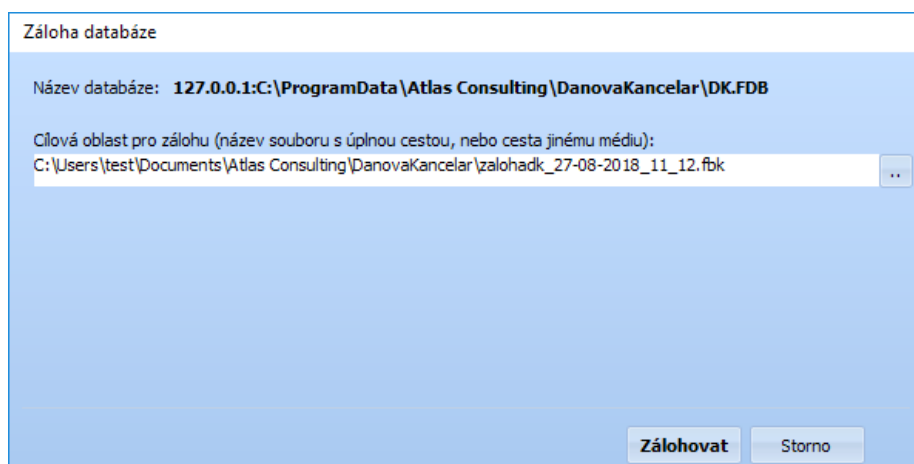 Záloha databáze
Název databáze: 127.0.0.1:C:\ProgramData\Atlas Consulting\DanovaKancelar\DK.FDB
Cílová oblast pro zálohu (název souboru s úplnou cestou, nebo cesta jinému médiu):
C:\Users\test\Documents\Atlas Consulting\DanovaKancelar\zalohadk_27-08-2018_11_12.fbk
..
Zálohovat Storno